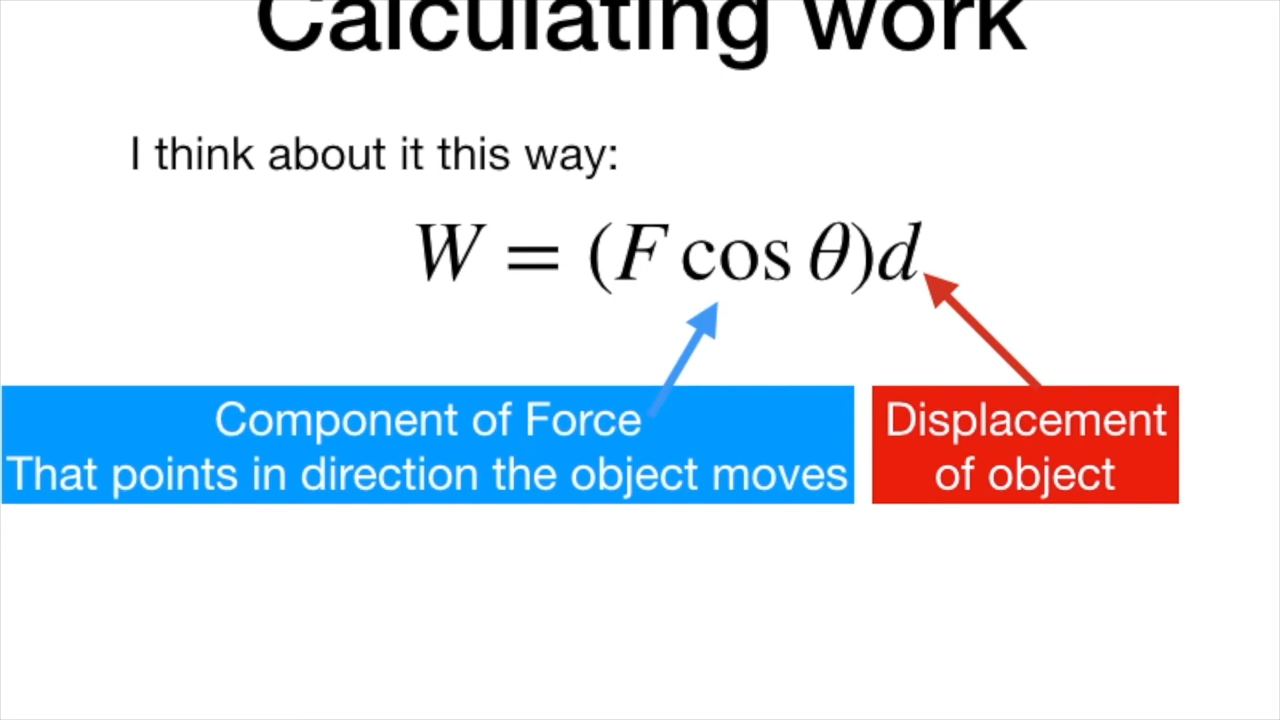 Calculating work
I think about it this way:
W = (F cos θ)d
Component of Force
That points in direction the object moves
Displacement
of object